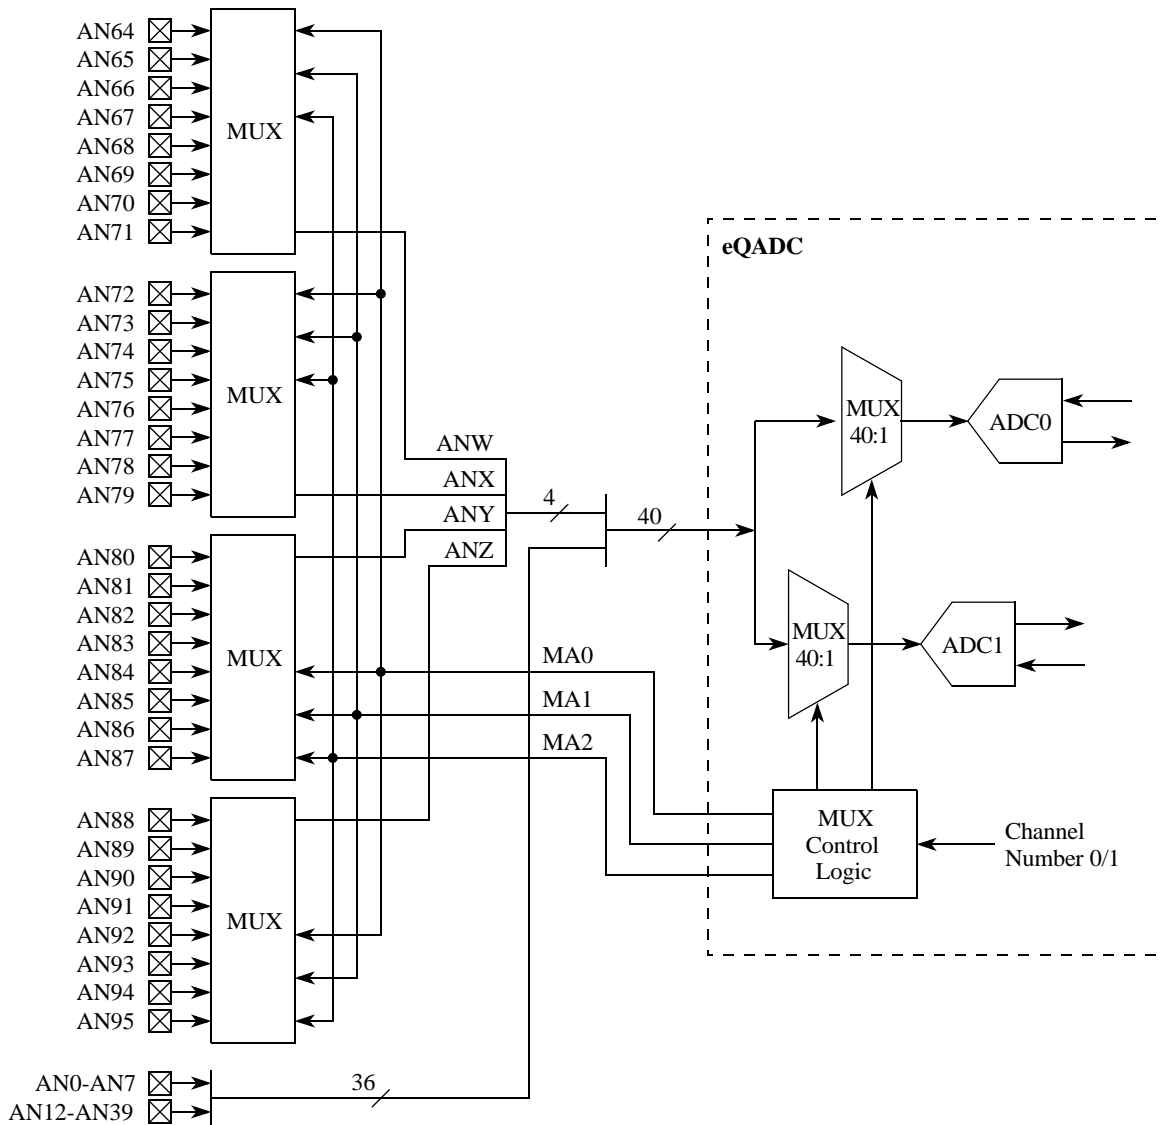 AN64
AN65
AN66
AN67
AN68
AN69
AN70
AN71
MUX
AN72
AN73
AN74
AN75
AN76
AN77
AN78
AN79
MUX
AN80
AN81
AN82
AN83
AN84
AN85
AN86
AN87
MUX
AN88
AN89
AN90
AN91
AN92
AN93
AN94
AN95
MUX
AN0-AN7
AN12-AN39
36
ANW
ANX
ANY
ANZ
4
40
MA0
MA1
MA2
eQADC
MUX
40:1
ADC0
MUX
40:1
ADC1
MUX
Control
Logic
Channel
Number 0/1